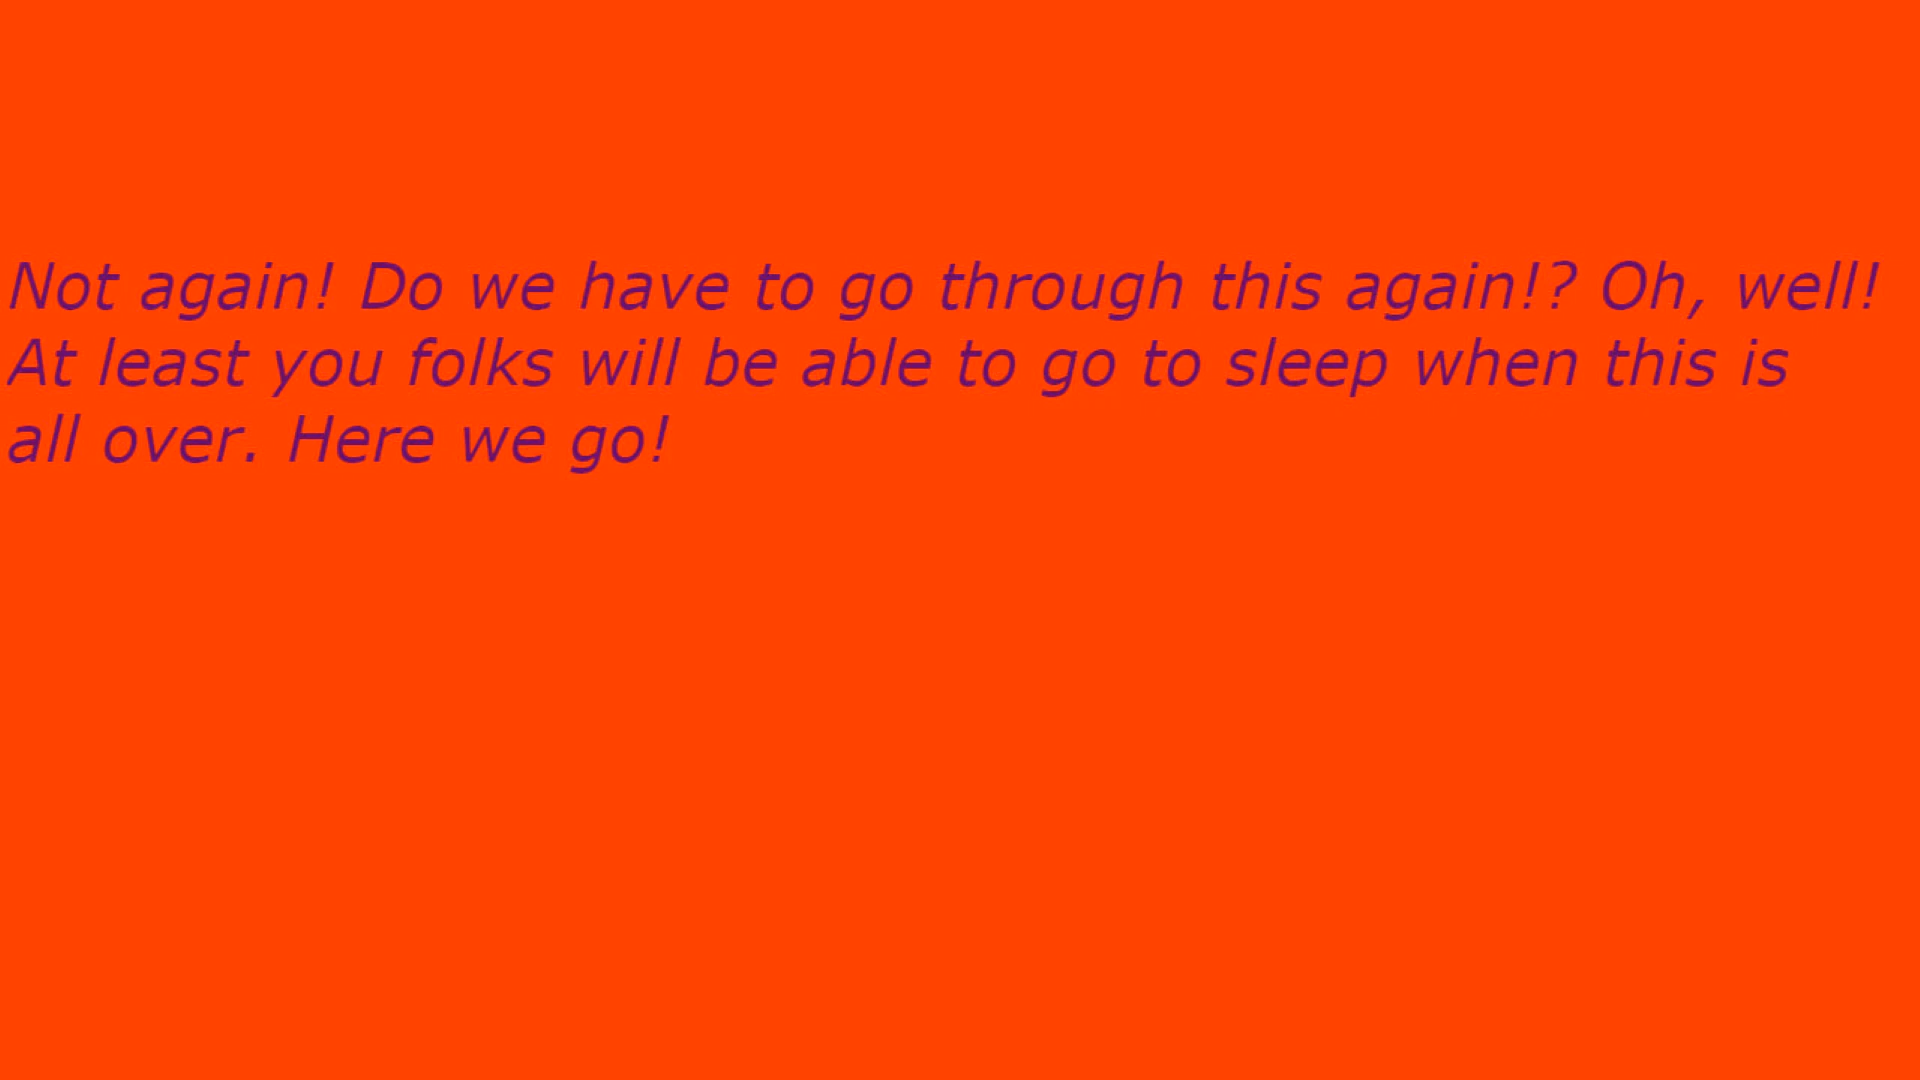 Not again! Do we have to go through this again!? Oh, well!
At least you folks will be able to go to sleep when this is
all over. Here we go!